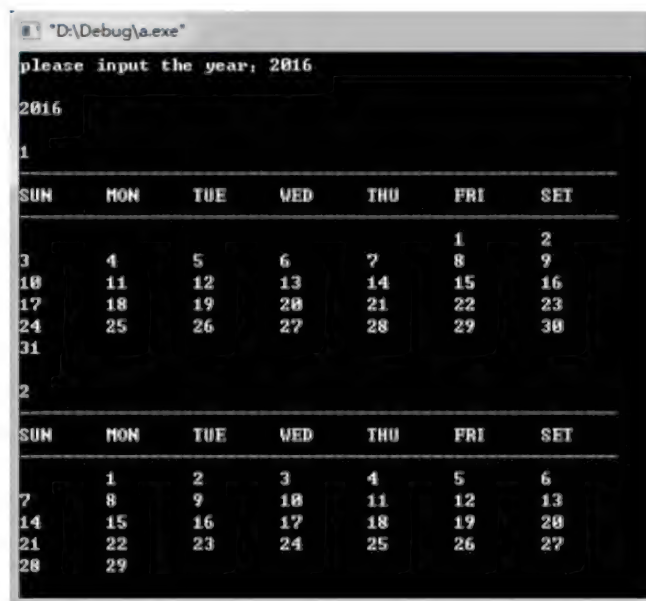 "D:\Debug\a.exe"
please input the year: 2016
2016
1
SUN MON TUE WED THU FRI SET
1 2
3 4 5 6 7 8 9
10 11 12 13 14 15 16
17 18 19 20 21 22 23
24 25 26 27 28 29 30
31
2
SUN MON TUE WED THU FRI SET
1 2 3 4 5 6
7 8 9 10 11 12 13
14 15 16 17 18 19 20
21 22 23 24 25 26 27
28 29